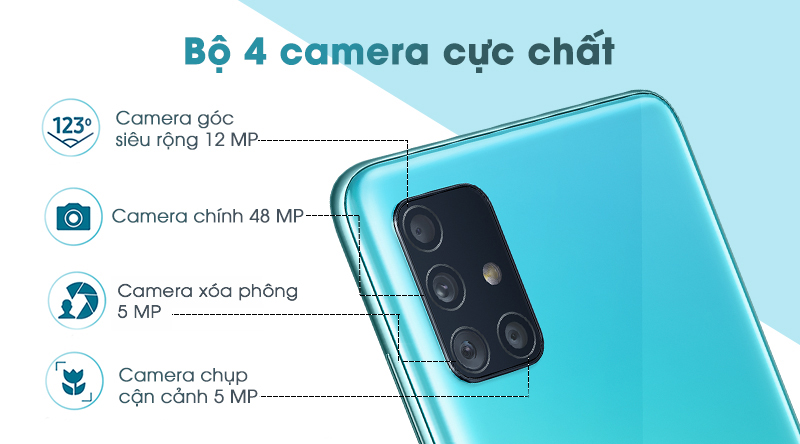 Bộ 4 camera cực chất
123°
Camera góc
siêu rộng 12 MP
Camera chính 48 MP
Camera xóa phông
5 MP
Camera chụp
cận cảnh 5 MP